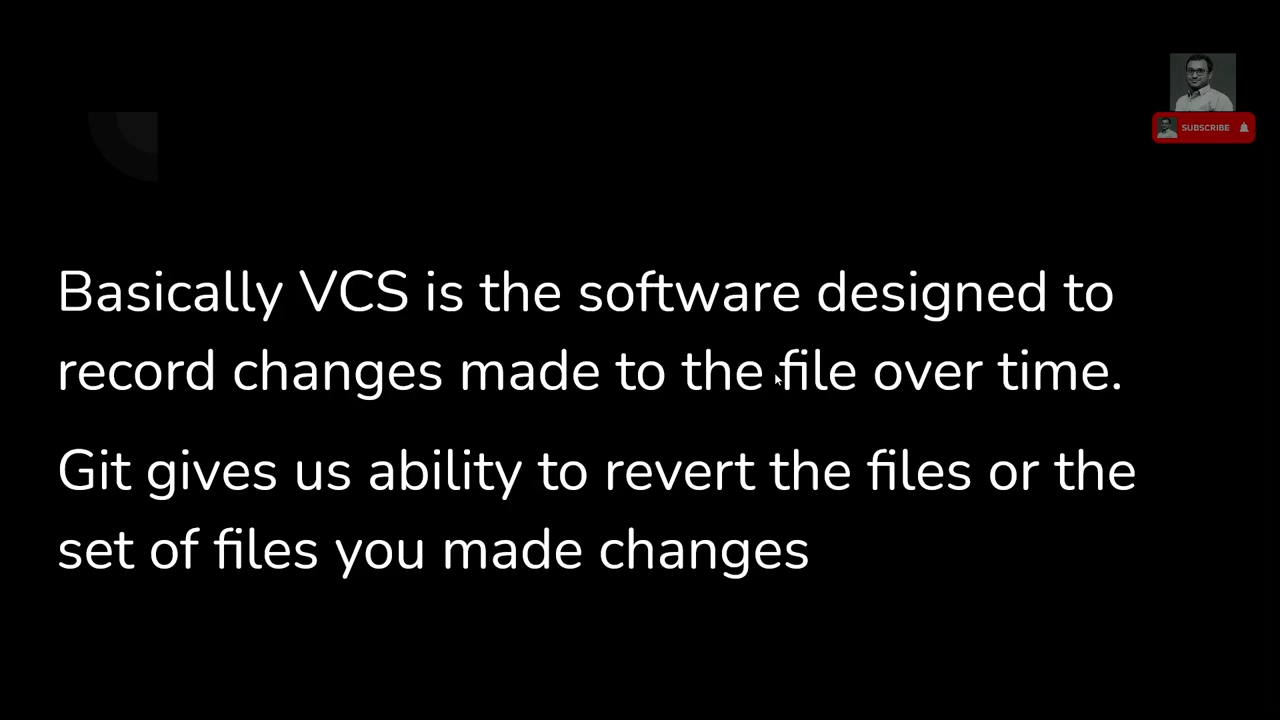 SUBSCRIBE
Basically VCS is the software designed to
record changes made to the file over time.
Git gives us ability to revert the files or the
set of files you made changes